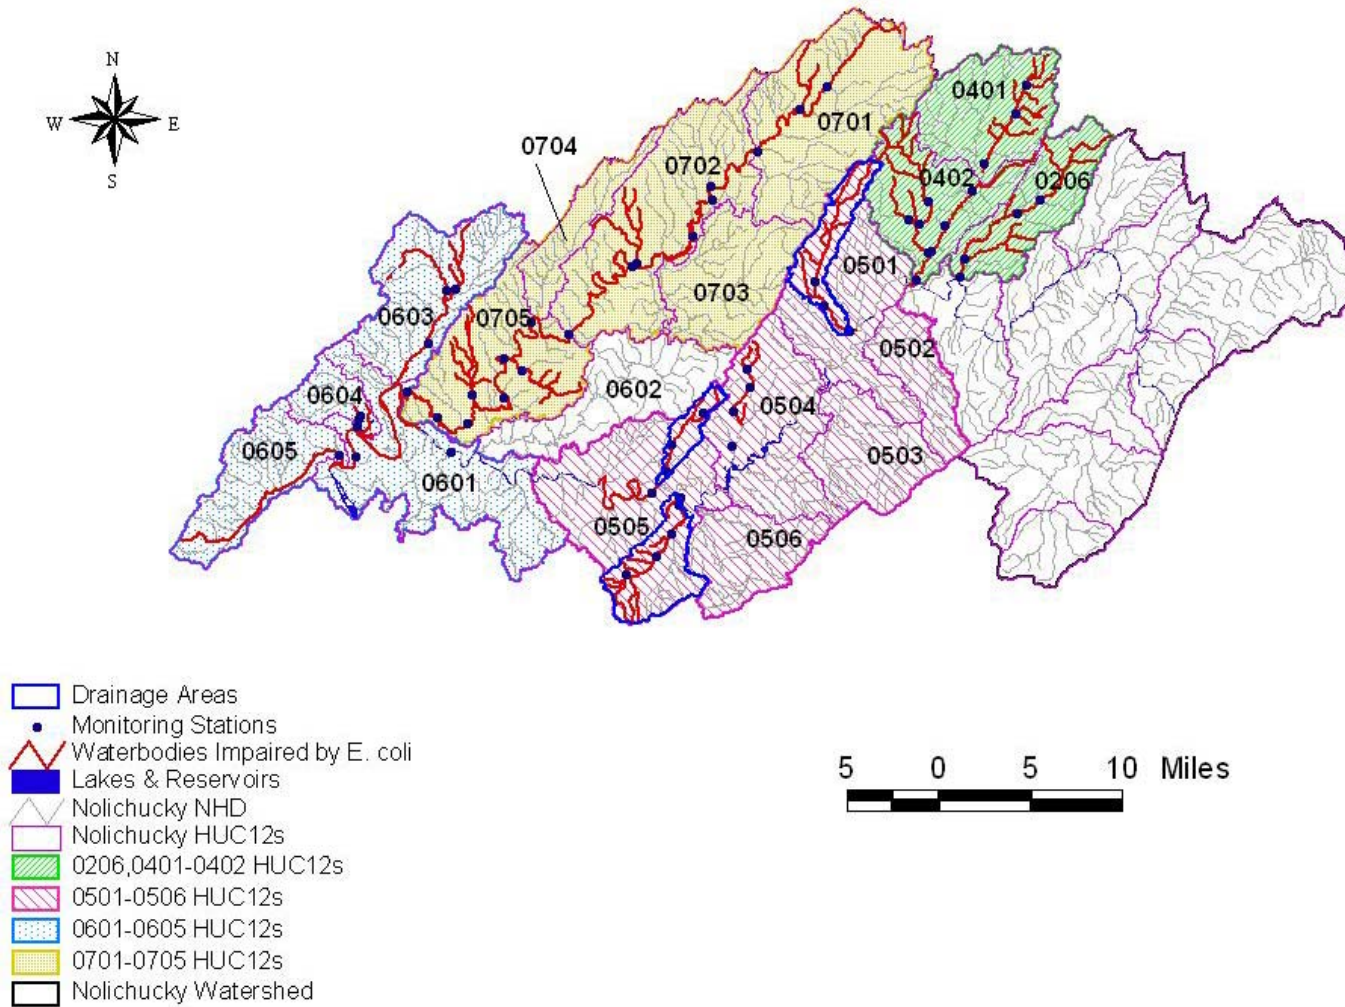 N
W E
S
0401
0701
0704
0702
0402
0206
0501
0703
0603
0705
0502
0602
0604
0504
0605
0503
0601
0505
0506
Drainage Areas
Monitoring Stations
Waterbodies Impaired by E. coli
Lakes & Reservoirs
Nolichucky NHD
Nolichucky HUC12s
0206,0401-0402 HUC12s
0501-0506 HUC12s
0601-0605 HUC12s
0701-0705 HUC12s
Nolichucky Watershed
5 0 5 10 Miles